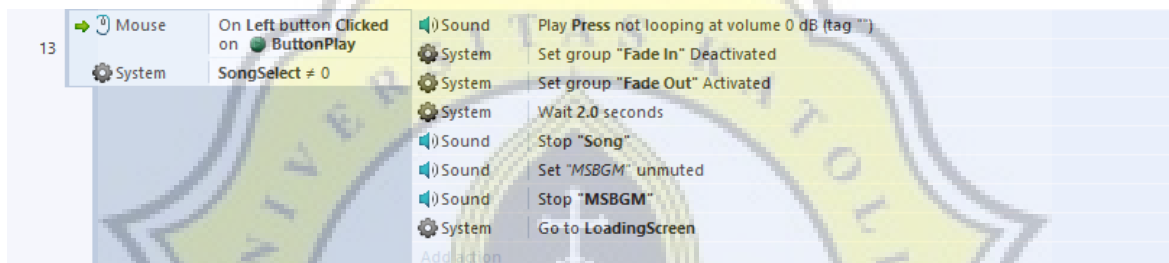 13
Mouse On Left button Clicked on ButtonPlay
System SongSelect ≠ 0
Sound Play Press not looping at volume 0 dB (tag "")
System Set group "Fade In" Deactivated
System Set group "Fade Out" Activated
System Wait 2.0 seconds
Sound Stop "Song"
Sound Set "MSBGM" unmuted
Sound Stop "MSBGM"
System Go to LoadingScreen
Add action